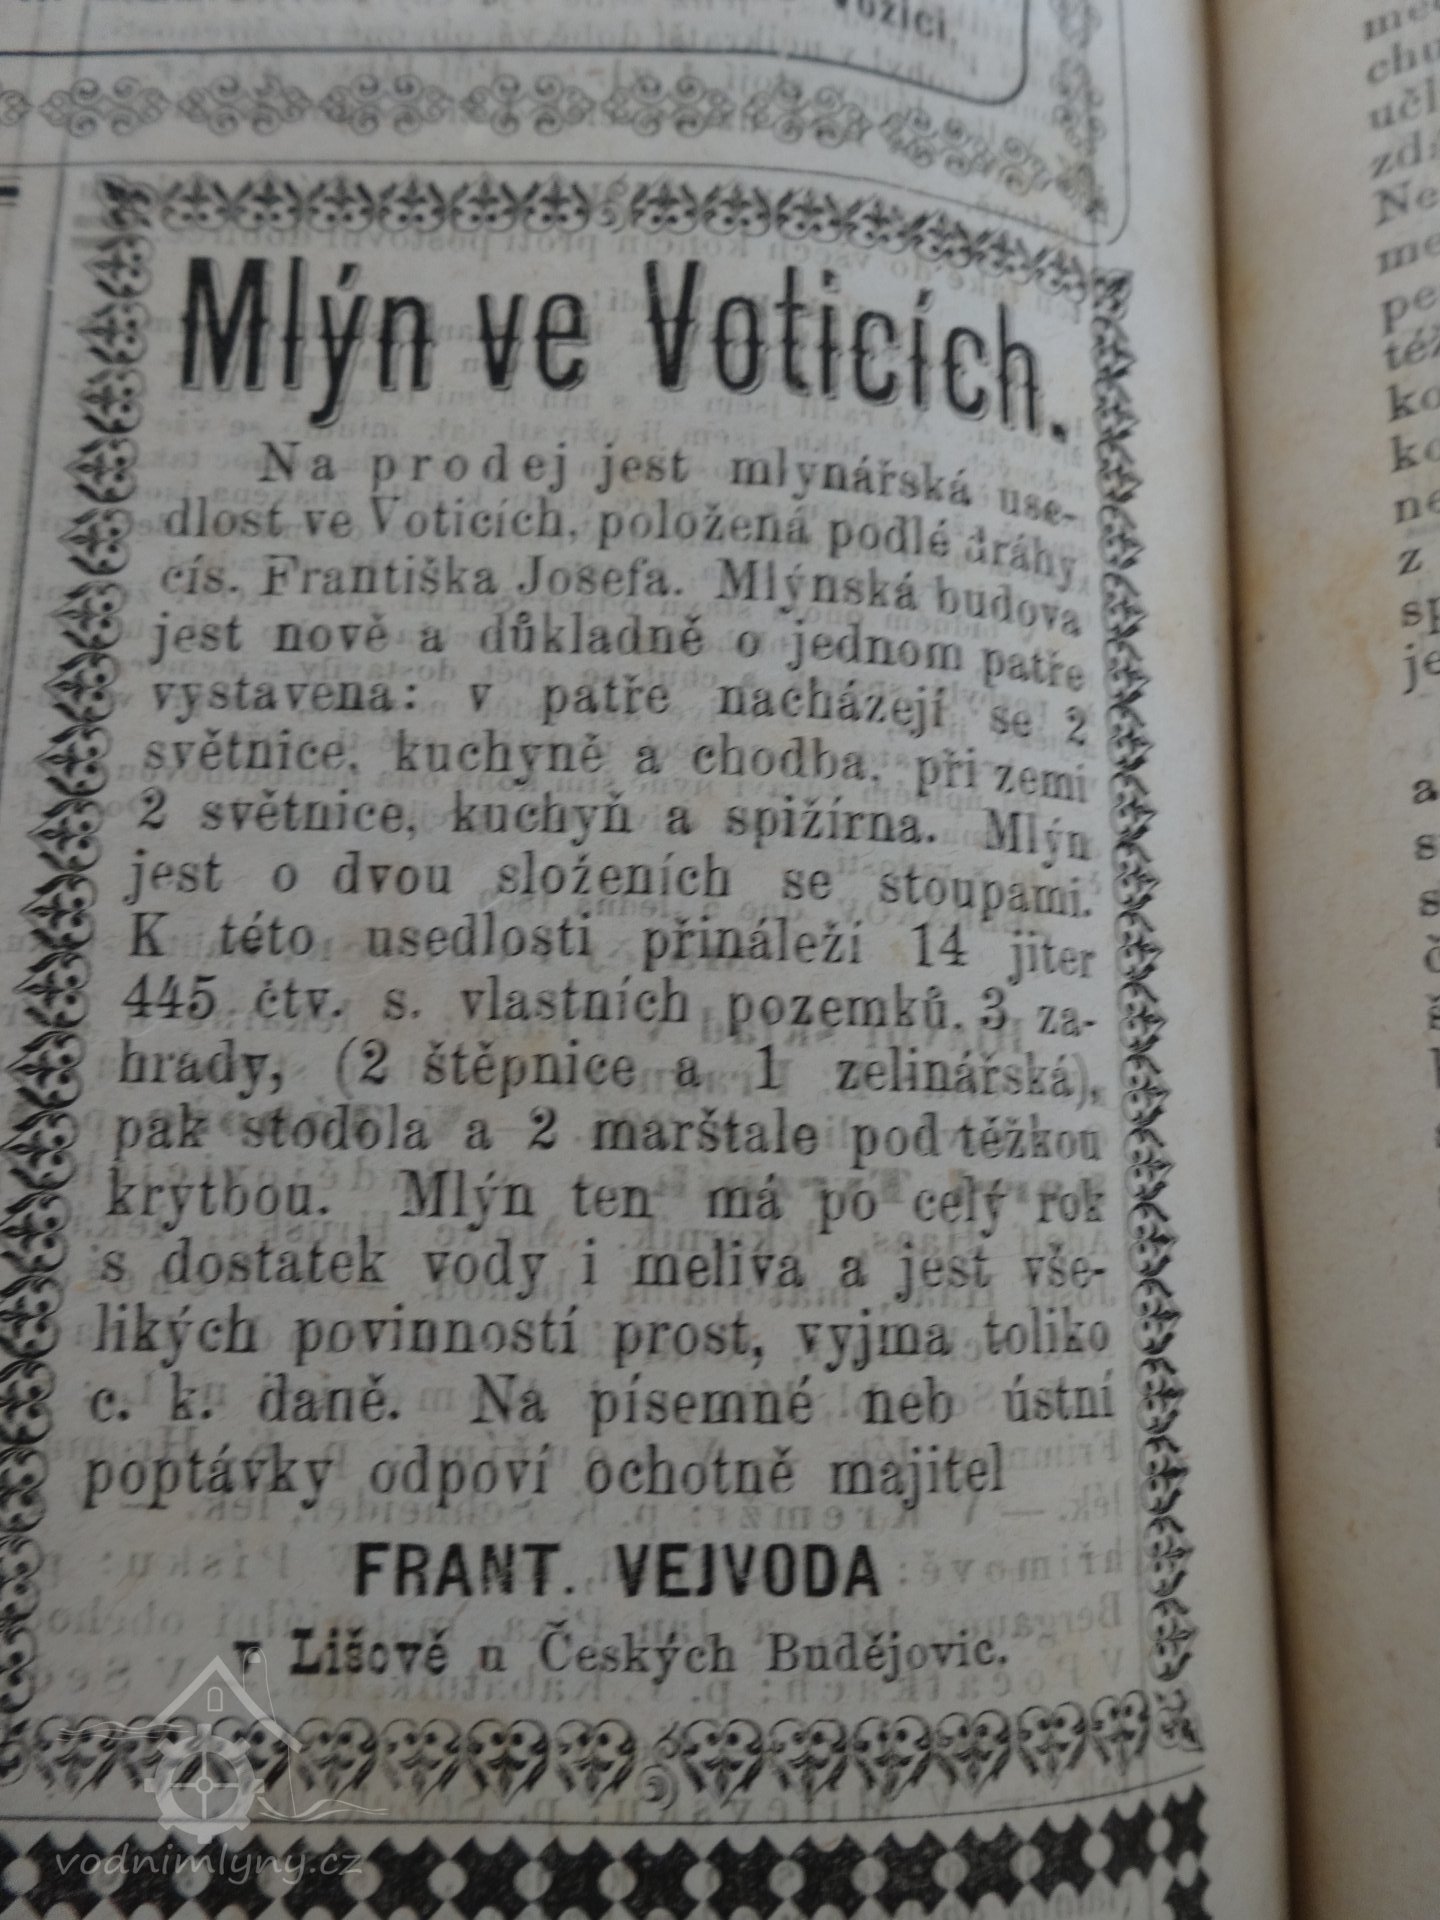 Vožici.
Mlýn ve Voticích.
Na prodej jest mlynářská use-
dlost ve Voticích, položená podlé dráhy
cís. Františka Josefa. Mlýnská budova
jest nově a důkladně o jednom patře
vystavena: v patře nacházejí se 2
světnice, kuchyně a chodba, při zemi
2 světnice, kuchyň a spižírna. Mlýn
jest o dvou složeních se stoupami.
K této usedlosti přináleží 14 jiter
445 čtv. s. vlastních pozemků, 3 za-
hrady, (2 štěpnice a 1 zelinářská),
pak stodola a 2 marštale pod těžkou
krytbou. Mlýn ten má po celý rok
s dostatek vody i meliva a jest vše-
likých povinností prost, vyjma toliko
c. k. daně. Na písemné neb ústní
poptávky odpoví ochotně majitel
FRANT. VEJVODA
v Lišově u Českých Budějovic.
vodnimlyny.cz